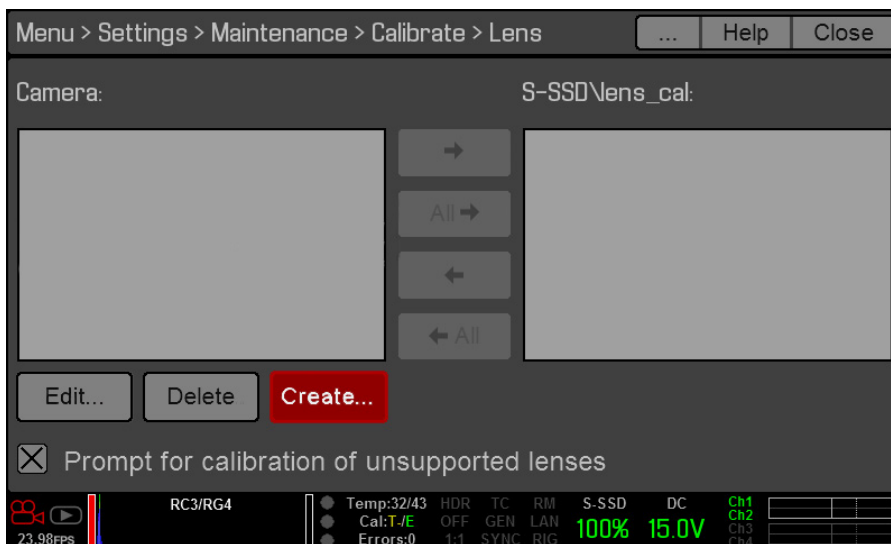 Menu > Settings > Maintenance > Calibrate > Lens ... Help Close
Camera: S-SSD\lens_cal:
All
All
Edit... Delete Create...
Prompt for calibration of unsupported lenses
RC3/RG4 Temp:32/43 HDR TC RM S-SSD DC Ch1
Cal:T-/E OFF GEN LAN 100% 15.0V Ch2
23.98FPS Errors:0 1:1 SYNC RIG Ch3
Ch4